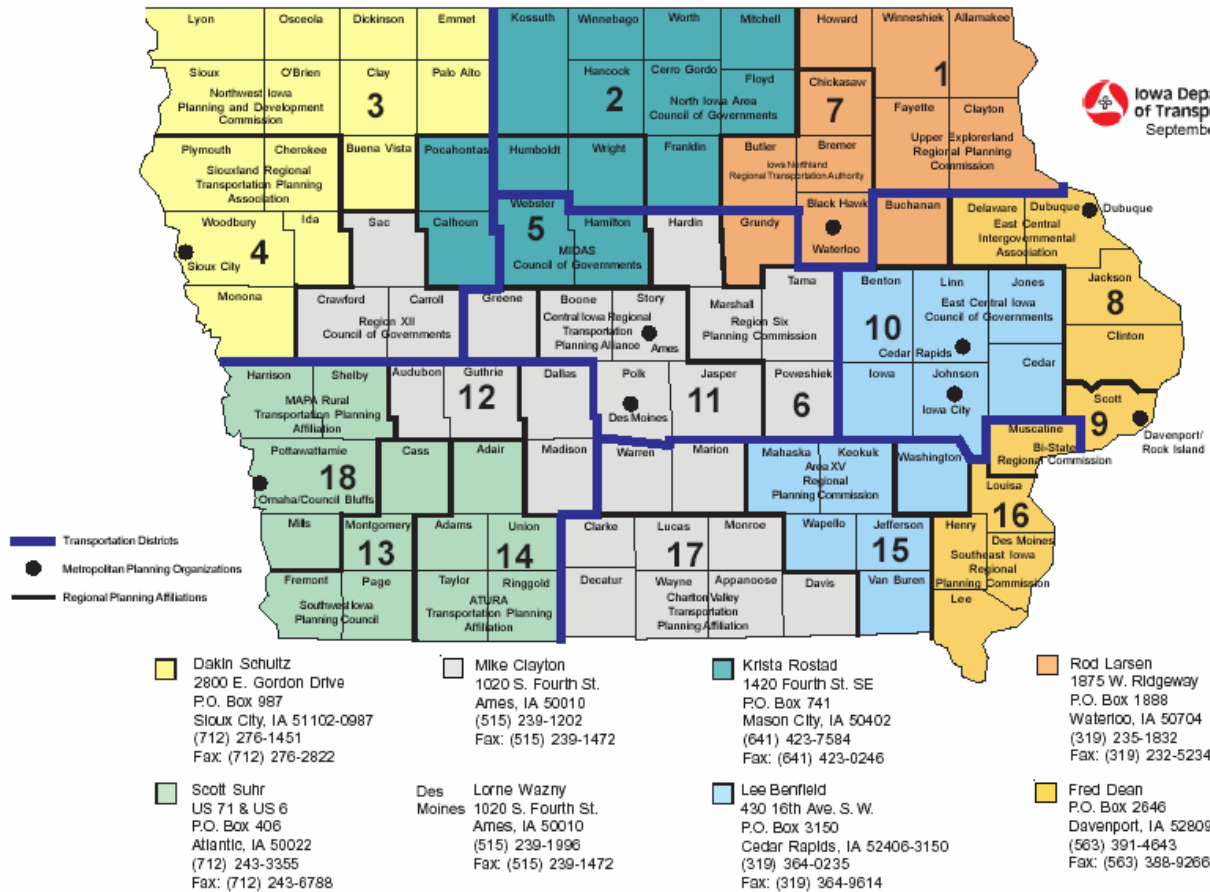 Lyon Osceola Dickinson Emmet Kossuth Winnebago Worth Mitchell Howard Winneshiek Allamakee
Sioux O'Brien Clay Palo Alto Hancock Cerro Gordo Floyd Chickasaw
1
Northwest Iowa
Planning and Development
Commission
3
2
North Iowa Area
Council of Governments
7
Fayette Clayton
Iowa Depa
of Transpo
Septembe
Plymouth Cherokee Buena Vista Pocahontas Humboldt Wright Franklin Butler Bremer
Siouxland Regional
Transportation Planning
Association
Iowa Northland
Regional Transportation Authority
Upper Explorerland
Regional Planning
Commission
Woodbury Ida Sac Calhoun Webster Hamilton Hardin Grundy Black Hawk Buchanan Delaware Dubuque
Dubuque
4
Sioux City
5
MIDAS
Council of Governments
Waterloo
East Central
Intergovernmental
Association
Monona Crawford Carroll Greene Boone Story Marshall Tama Benton Linn Jones Jackson
Region XII
Council of Governments
Central Iowa Regional
Transportation
Planning Alliance
Ames
Region Six
Planning Commission
10
East Central Iowa
Council of Governments
Cedar Rapids
8
Clinton
Harrison Shelby Audubon Guthrie Dallas Polk Jasper Poweshiek Iowa Johnson Cedar Scott
MAPA Rural
Transportation Planning
Affiliation
12
Des Moines
11
6
Iowa City
9
Davenport/
Rock Island
Pottawattamie Cass Adair Madison Warren Marion Mahaska Keokuk Washington Muscatine
18
Omaha/Council Bluffs
Area XV
Regional
Planning Commission
Bi-State
Regional Commission
Louisa
16
Mills Montgomery Adams Union Clarke Lucas Monroe Wapello Jefferson Henry Des Moines
13
14
17
15
Southeast Iowa
Regional
Planning Commission
Fremont Page Taylor Ringgold Decatur Wayne Appanoose Davis Van Buren Lee
Southwest Iowa
Planning Council
ATURA
Transportation Planning
Affiliation
Chariton Valley
Transportation
Planning Affiliation
Transportation Districts
Metropolitan Planning Organizations
Regional Planning Affiliations
Dakin Schultz
2800 E. Gordon Drive
P.O. Box 987
Sioux City, IA 51102-0987
(712) 276-1451
Fax: (712) 276-2822
Mike Clayton
1020 S. Fourth St.
Ames, IA 50010
(515) 239-1202
Fax: (515) 239-1472
Krista Rostad
1420 Fourth St. SE
P.O. Box 741
Mason City, IA 50402
(641) 423-7584
Fax: (641) 423-0246
Rod Larsen
1875 W. Ridgeway
P.O. Box 1888
Waterloo, IA 50704
(319) 235-1832
Fax: (319) 232-5234
Scott Suhr
US 71 & US 6
P.O. Box 406
Atlantic, IA 50022
(712) 243-3355
Fax: (712) 243-6788
Des
Moines
Lorne Wazny
1020 S. Fourth St.
Ames, IA 50010
(515) 239-1996
Fax: (515) 239-1472
Lee Benfield
430 16th Ave. S. W.
P.O. Box 3150
Cedar Rapids, IA 52406-3150
(319) 364-0235
Fax: (319) 364-9614
Fred Dean
P.O. Box 2646
Davenport, IA 52809
(563) 391-4643
Fax: (563) 388-9266